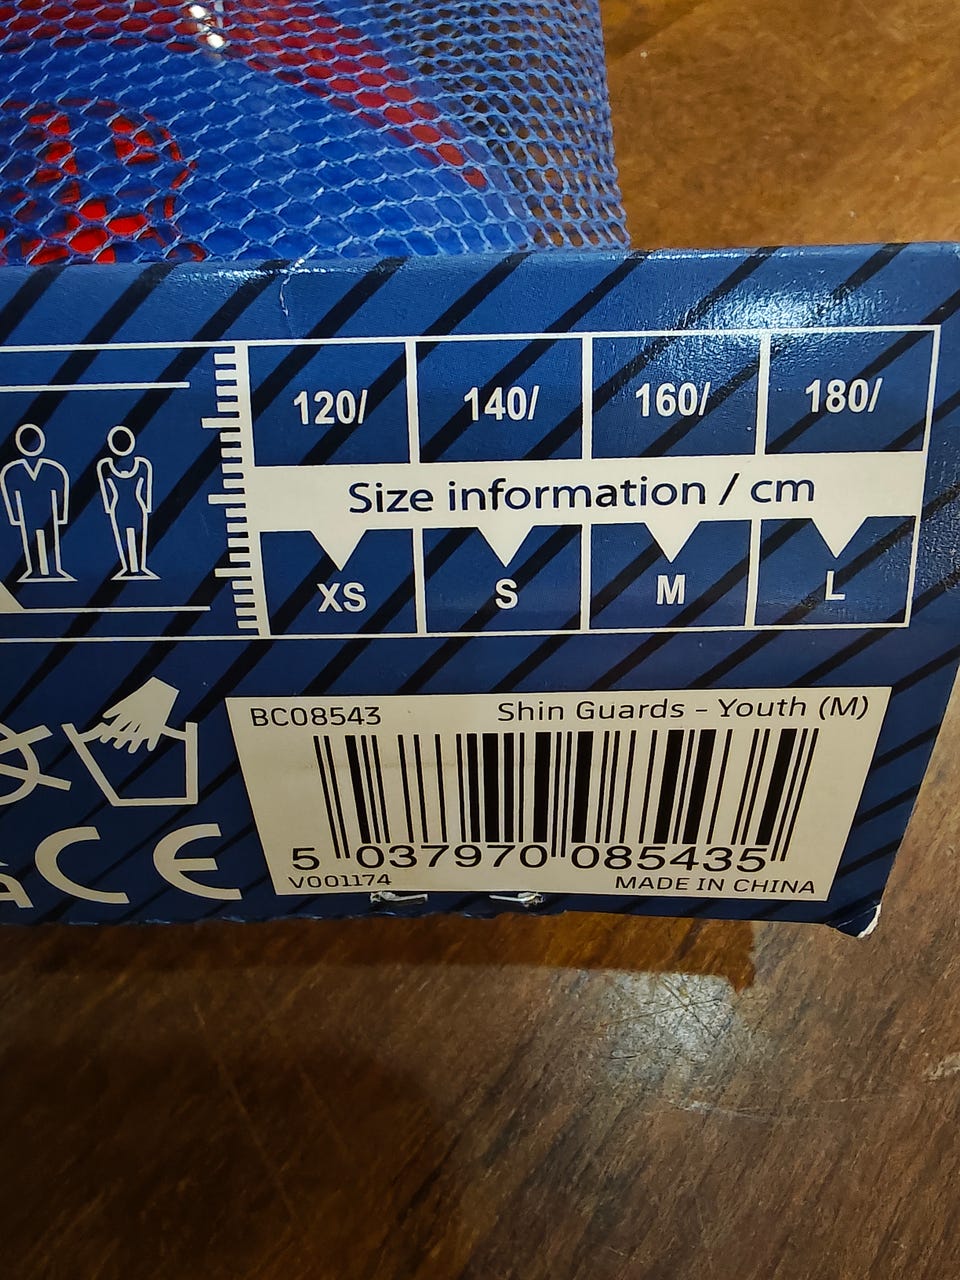 120/ 140/ 160/ 180/
Size information / cm
XS S M L
BC08543 Shin Guards - Youth (M)
5 037970 085435
V001174 MADE IN CHINA
CE